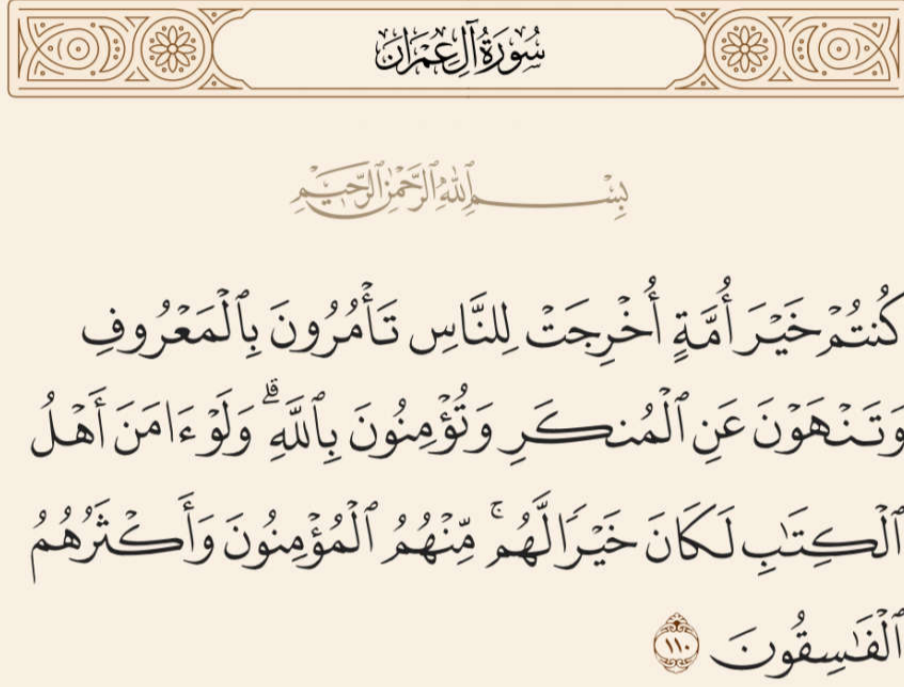 سُورَةُ آلِ عِمْرَان
بِسْمِ ٱللَّهِ ٱلرَّحْمَٰنِ ٱلرَّحِيمِ
كُنتُمْ خَيْرَ أُمَّةٍ أُخْرِجَتْ لِلنَّاسِ تَأْمُرُونَ بِٱلْمَعْرُوفِ
وَتَنْهَوْنَ عَنِ ٱلْمُنكَرِ وَتُؤْمِنُونَ بِٱللَّهِ ۗ وَلَوْ ءَامَنَ أَهْلُ
ٱلْكِتَٰبِ لَكَانَ خَيْرًا لَّهُم ۚ مِّنْهُمُ ٱلْمُؤْمِنُونَ وَأَكْثَرُهُمُ
ٱلْفَٰسِقُونَ ١١٠